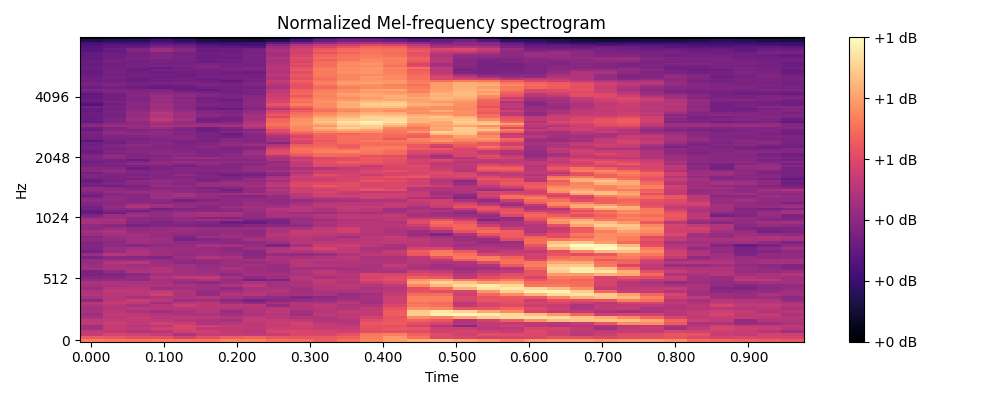 Normalized Mel-frequency spectrogram
Hz
4096
2048
1024
512
0
0.000 0.100 0.200 0.300 0.400 0.500 0.600 0.700 0.800 0.900
Time
+1 dB
+1 dB
+1 dB
+0 dB
+0 dB
+0 dB